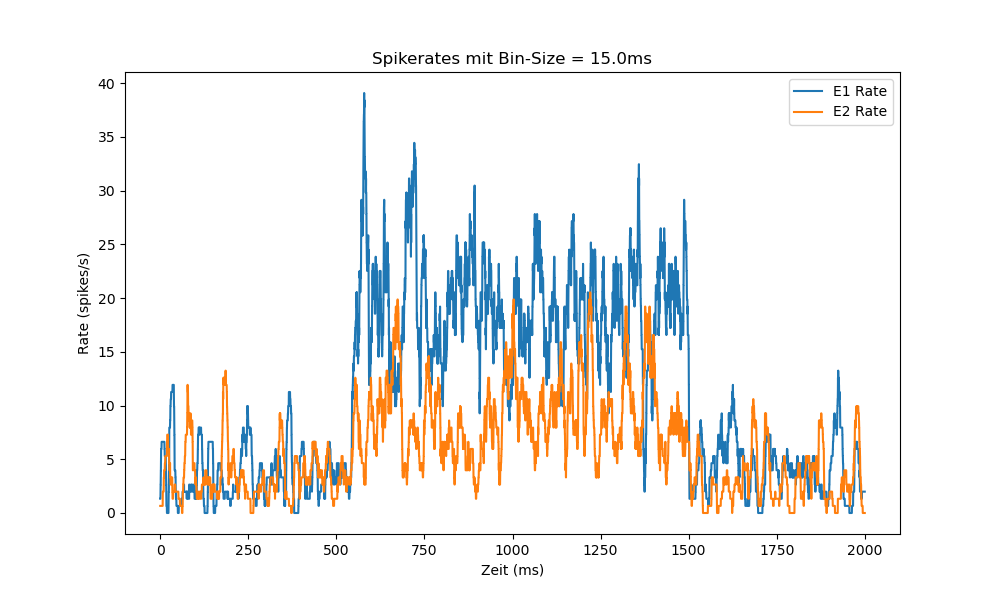 Spikerates mit Bin-Size = 15.0ms
E1 Rate
E2 Rate
Rate (spikes/s)
40
35
30
25
20
15
10
5
0
0 250 500 750 1000 1250 1500 1750 2000
Zeit (ms)